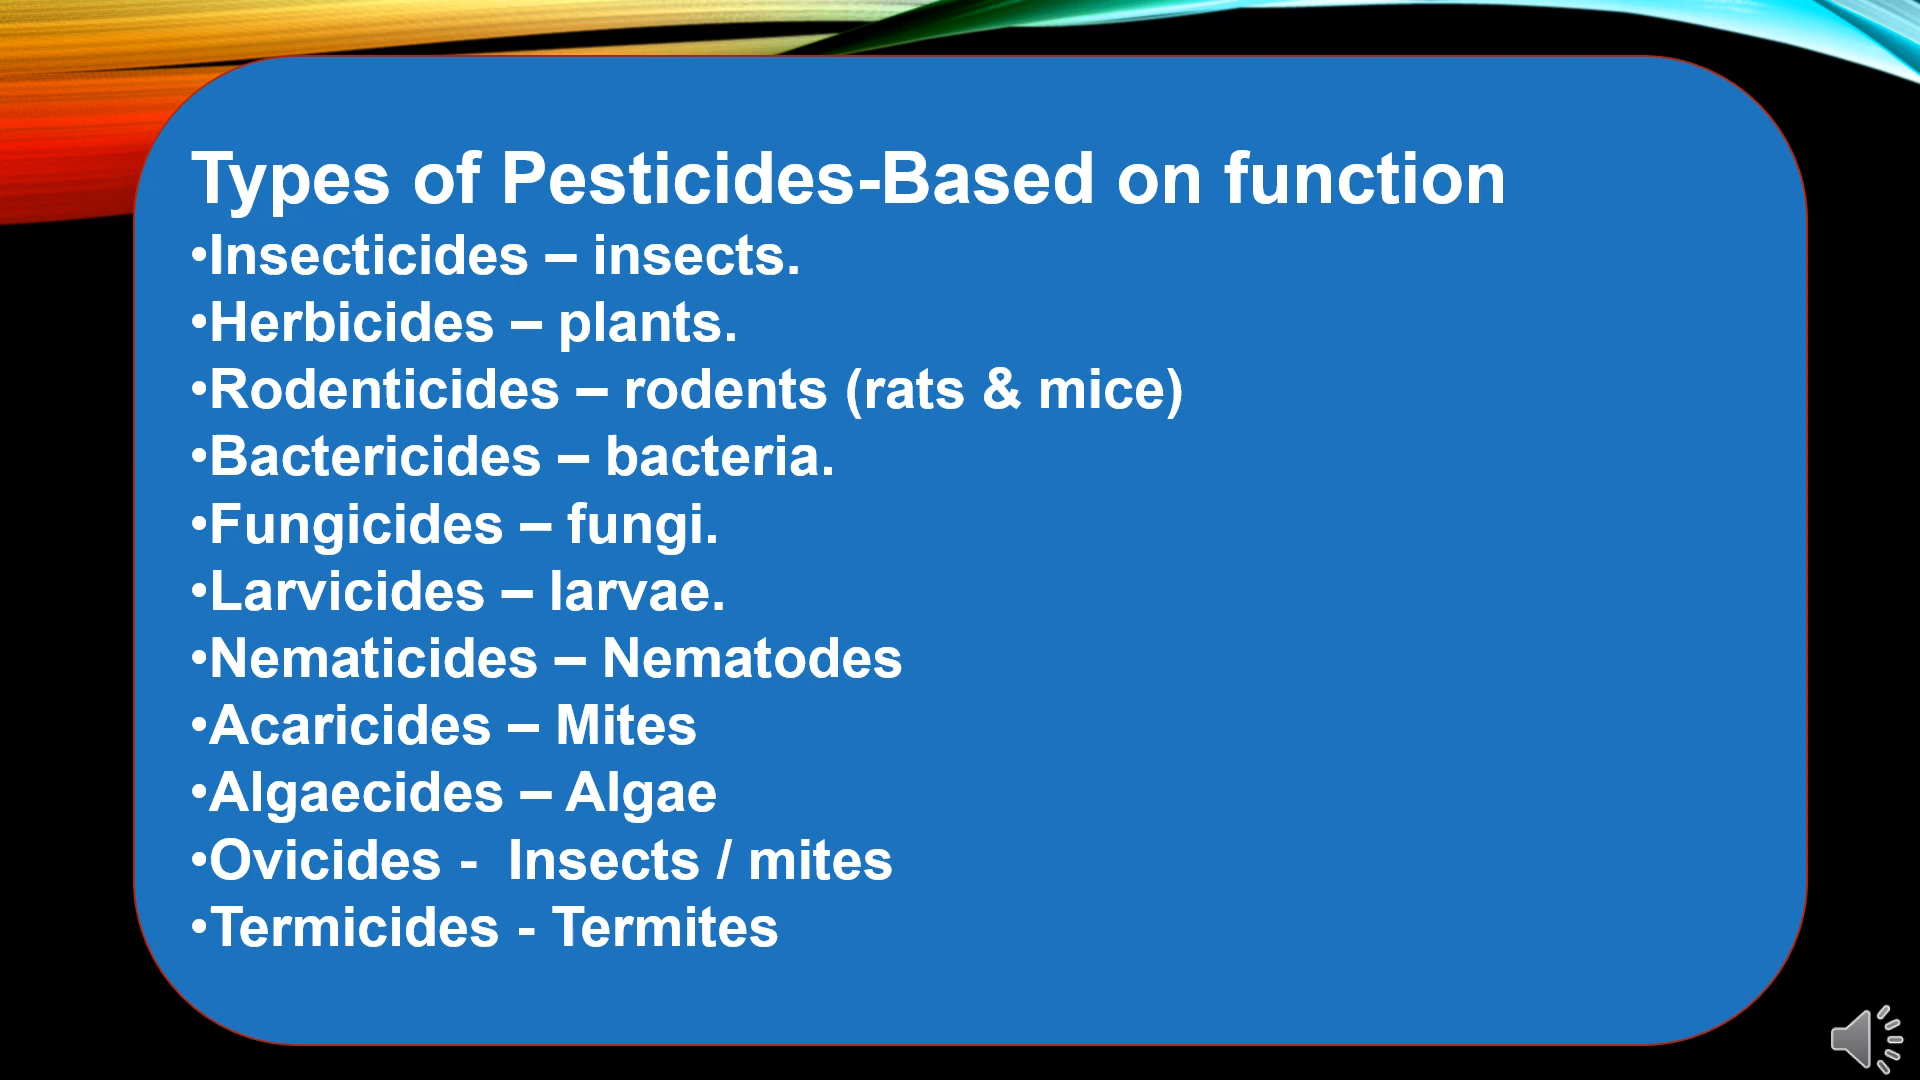 Types of Pesticides-Based on function
•Insecticides – insects.
•Herbicides – plants.
•Rodenticides – rodents (rats & mice)
•Bactericides – bacteria.
•Fungicides – fungi.
•Larvicides – larvae.
•Nematicides – Nematodes
•Acaricides – Mites
•Algaecides – Algae
•Ovicides -  Insects / mites
•Termicides - Termites